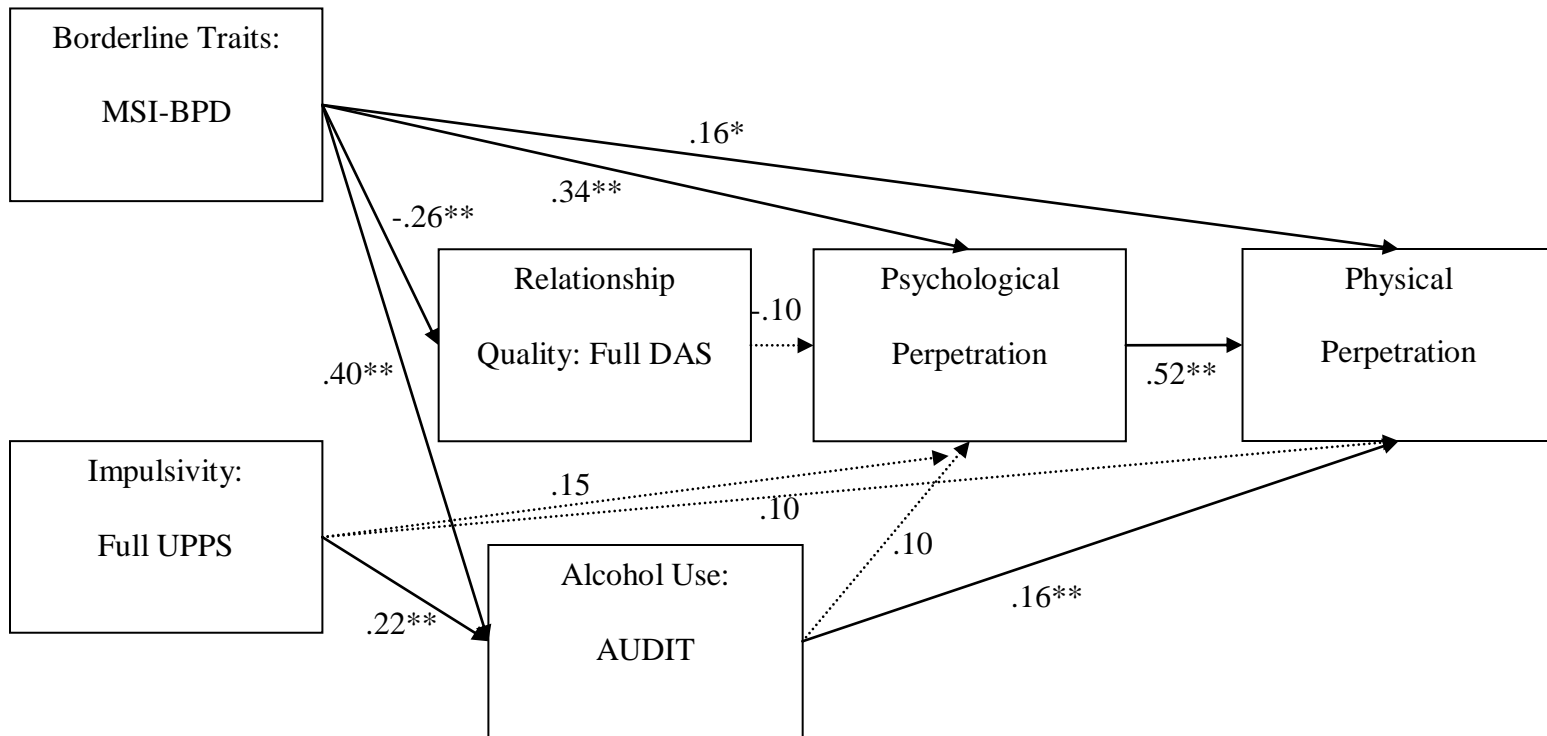 Borderline Traits:
MSI-BPD
.16*
.34**
-.26**
Relationship
Quality: Full DAS
-.10
Psychological
Perpetration
.52**
Physical
Perpetration
.40**
Impulsivity:
Full UPPS
.15
.10
.10
.22**
Alcohol Use:
AUDIT
.16**